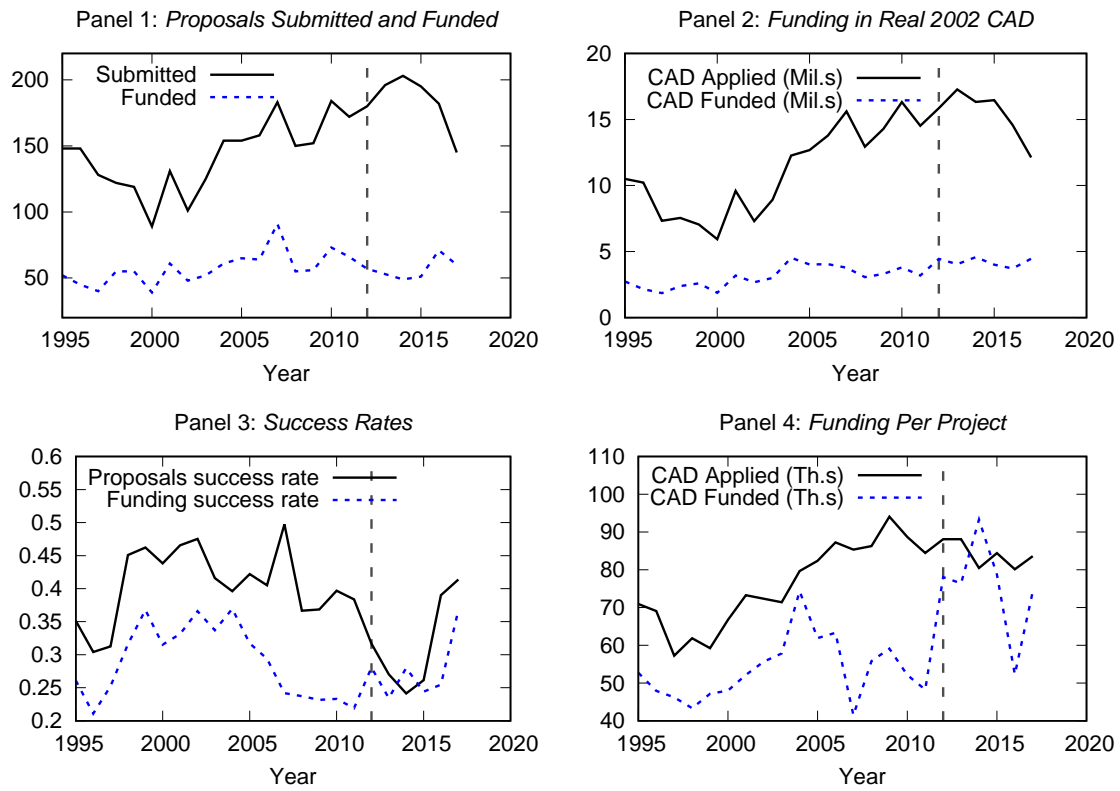 Panel 1: Proposals Submitted and Funded
Submitted
Funded
200
150
100
50
1995 2000 2005 2010 2015 2020
Year
Panel 2: Funding in Real 2002 CAD
CAD Applied (Mil.s)
CAD Funded (Mil.s)
20
15
10
5
0
1995 2000 2005 2010 2015 2020
Year
Panel 3: Success Rates
Proposals success rate
Funding success rate
0.6
0.55
0.5
0.45
0.4
0.35
0.3
0.25
0.2
1995 2000 2005 2010 2015 2020
Year
Panel 4: Funding Per Project
CAD Applied (Th.s)
CAD Funded (Th.s)
110
100
90
80
70
60
50
40
1995 2000 2005 2010 2015 2020
Year